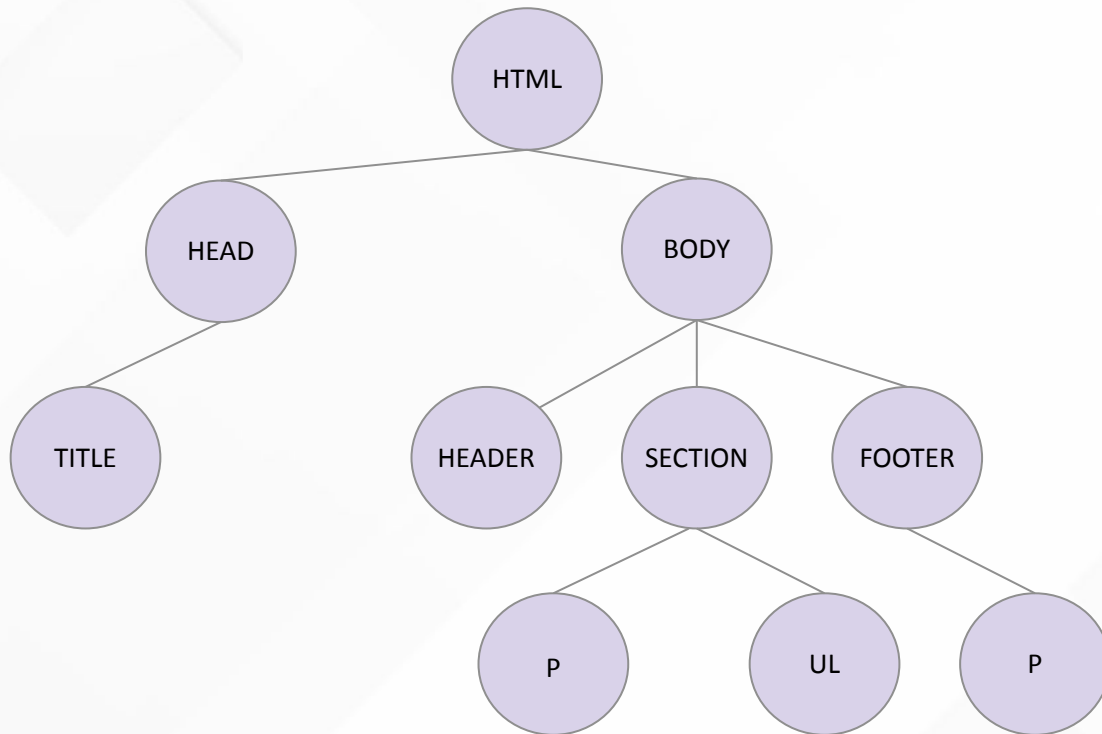 HTML
HEAD
BODY
TITLE
HEADER
SECTION
FOOTER
P
UL
P